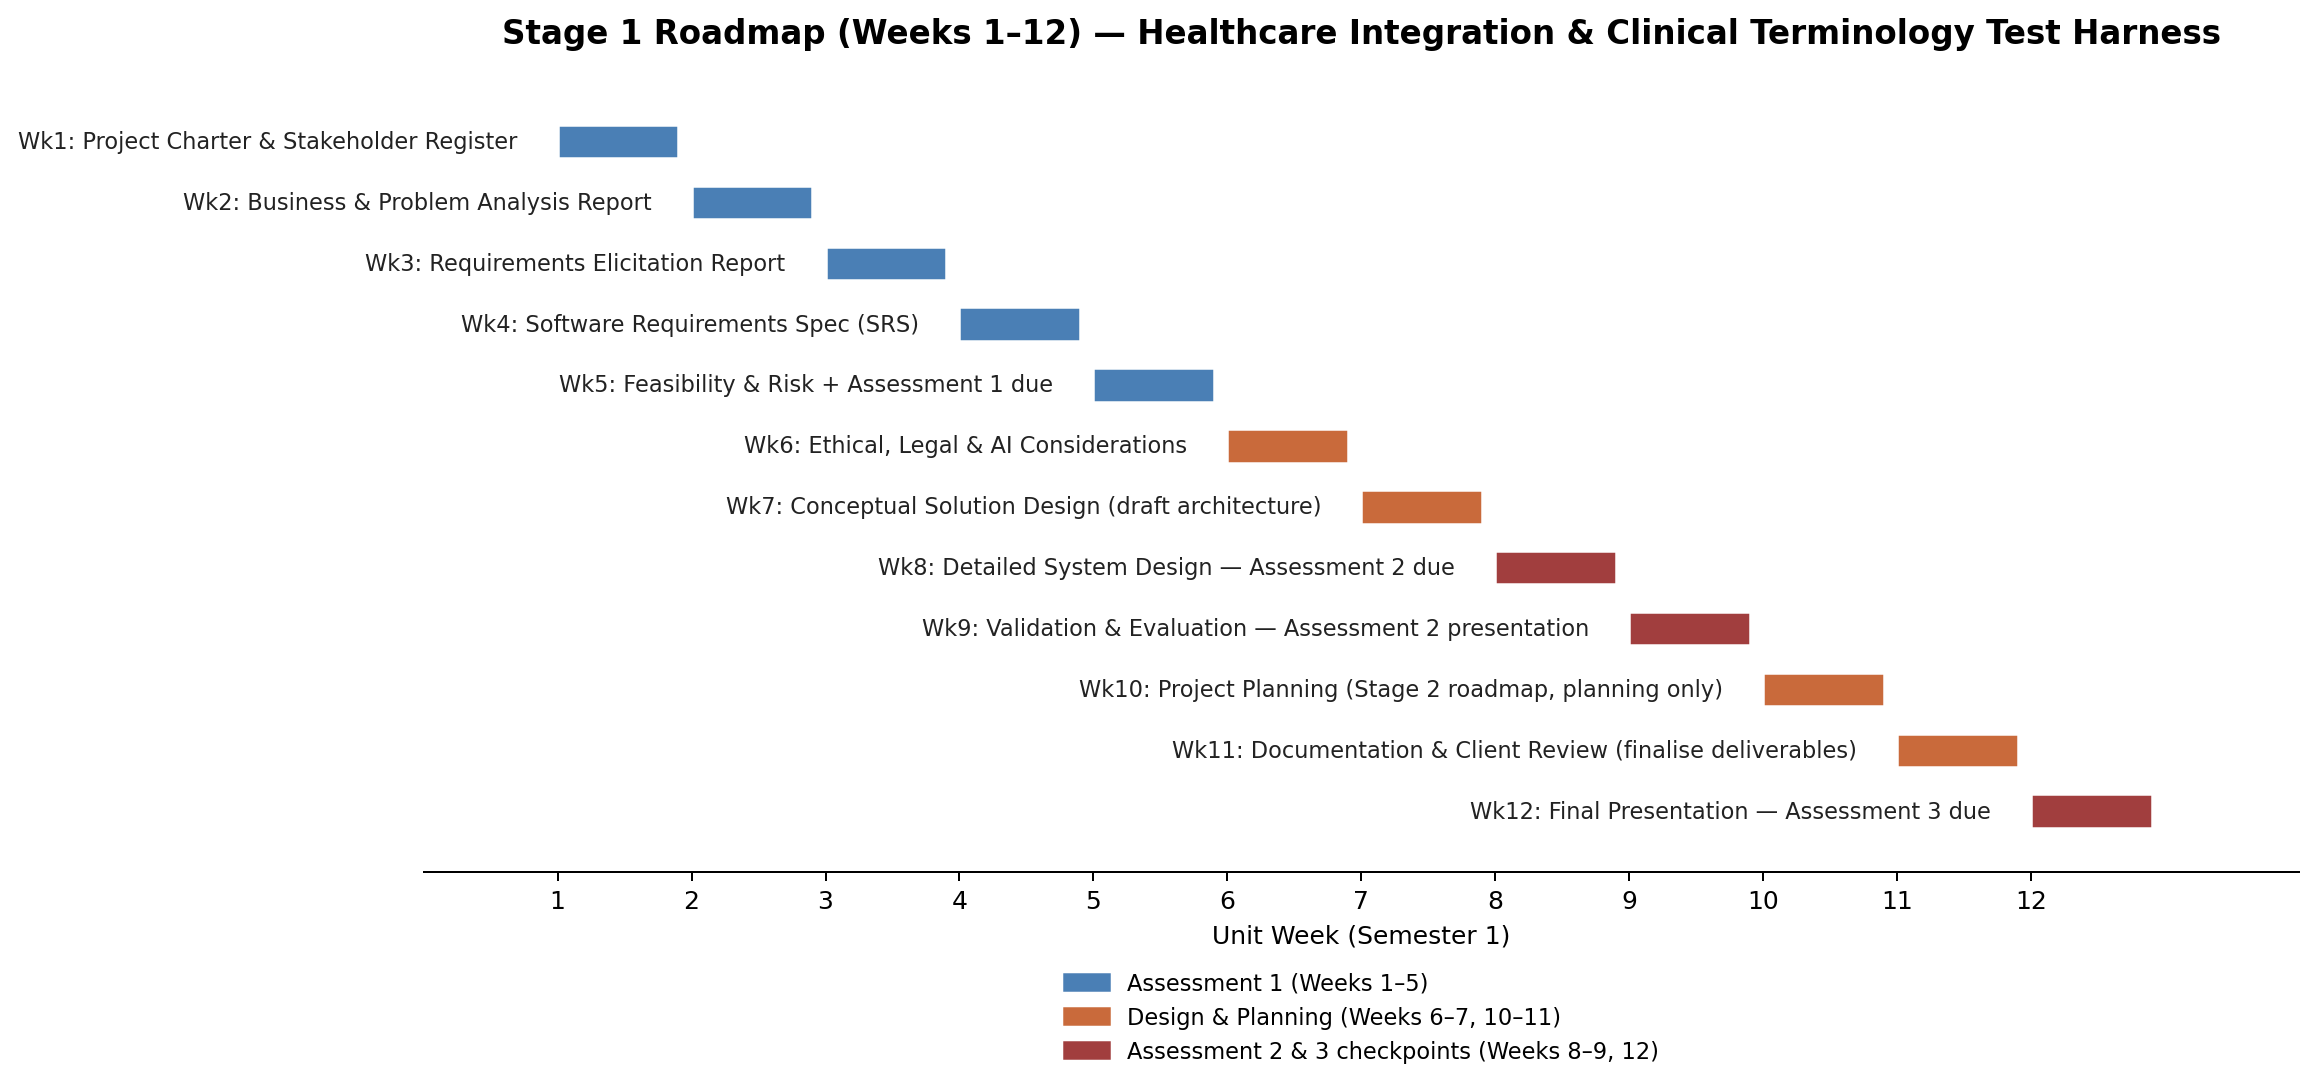 Stage 1 Roadmap (Weeks 1–12) — Healthcare Integration & Clinical Terminology Test Harness
Wk1: Project Charter & Stakeholder Register
Wk2: Business & Problem Analysis Report
Wk3: Requirements Elicitation Report
Wk4: Software Requirements Spec (SRS)
Wk5: Feasibility & Risk + Assessment 1 due
Wk6: Ethical, Legal & AI Considerations
Wk7: Conceptual Solution Design (draft architecture)
Wk8: Detailed System Design — Assessment 2 due
Wk9: Validation & Evaluation — Assessment 2 presentation
Wk10: Project Planning (Stage 2 roadmap, planning only)
Wk11: Documentation & Client Review (finalise deliverables)
Wk12: Final Presentation — Assessment 3 due
1 2 3 4 5 6 7 8 9 10 11 12
Unit Week (Semester 1)
Assessment 1 (Weeks 1–5)
Design & Planning (Weeks 6–7, 10–11)
Assessment 2 & 3 checkpoints (Weeks 8–9, 12)